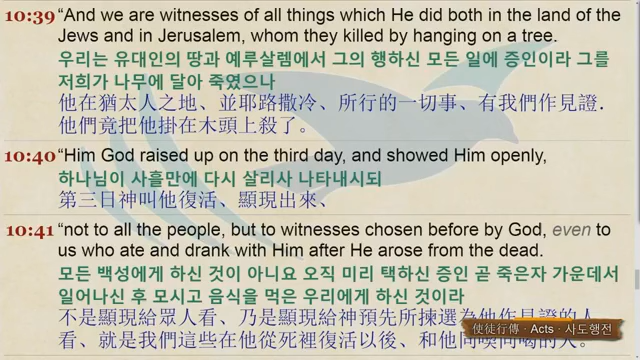 10:39 “And we are witnesses of all things which He did both in the land of the
Jews and in Jerusalem, whom they killed by hanging on a tree.
우리는 유대인의 땅과 예루살렘에서 그의 행하신 모든 일에 증인이라 그를
저희가 나무에 달아 죽였으나
他在猶太人之地、並耶路撒冷、所行的一切事、有我們作見證．
他們竟把他掛在木頭上殺了。
10:40 “Him God raised up on the third day, and showed Him openly,
하나님이 사흘만에 다시 살리사 나타내시되
第三日神叫他復活、顯現出來、
10:41 “not to all the people, but to witnesses chosen before by God, even to
us who ate and drank with Him after He arose from the dead.
모든 백성에게 하신 것이 아니요 오직 미리 택하신 증인 곧 죽은자 가운데서
일어나신 후 모시고 음식을 먹은 우리에게 하신 것이라
不是顯現給眾人看、乃是顯現給神預先所揀選為他作見證的人
看、就是我們這些在他從死裡復活以後、和他同喫同喝的人。
使徒行傳 · Acts · 사도행전